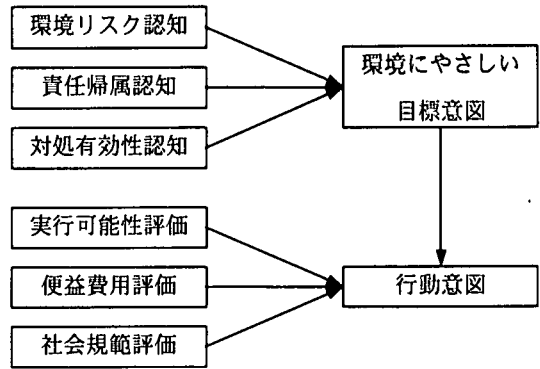 環境リスク認知
責任帰属認知
対処有効性認知
環境にやさしい
目標意図
実行可能性評価
便益費用評価
社会規範評価
行動意図